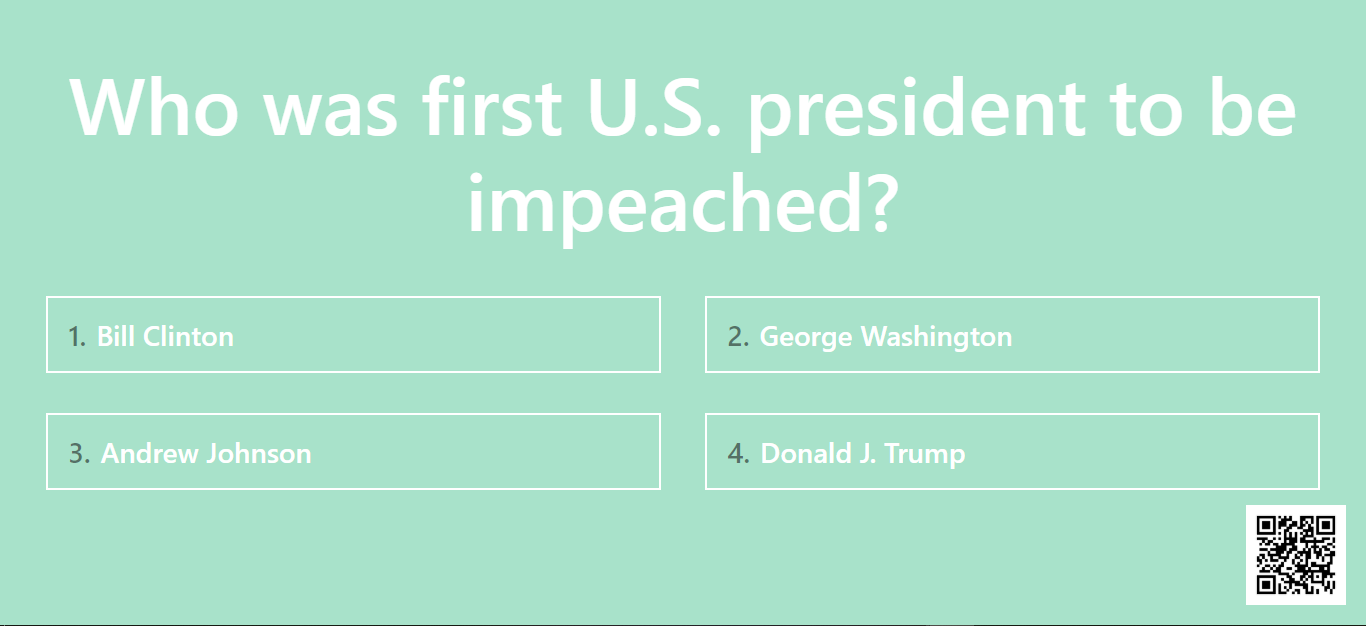 Who was first U.S. president to be
impeached?
1. Bill Clinton
2. George Washington
3. Andrew Johnson
4. Donald J. Trump